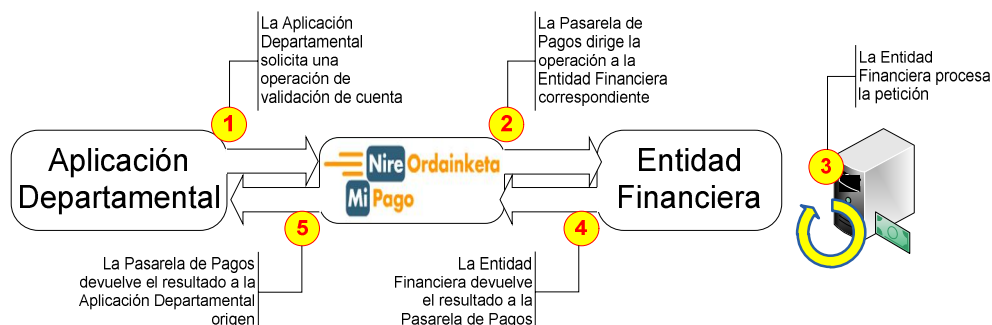 La Aplicación
Departamental
solicita una
operación de
validación de cuenta
La Pasarela de
Pagos dirige la
operación a la
Entidad Financiera
correspondiente
La Entidad
Financiera procesa
la petición
1
2
3
Aplicación
Departamental
Nire Ordainketa
Mi Pago
Entidad
Financiera
5
4
La Pasarela de Pagos
devuelve el resultado a la
Aplicación Departamental
origen
La Entidad
Financiera devuelve
el resultado a la
Pasarela de Pagos